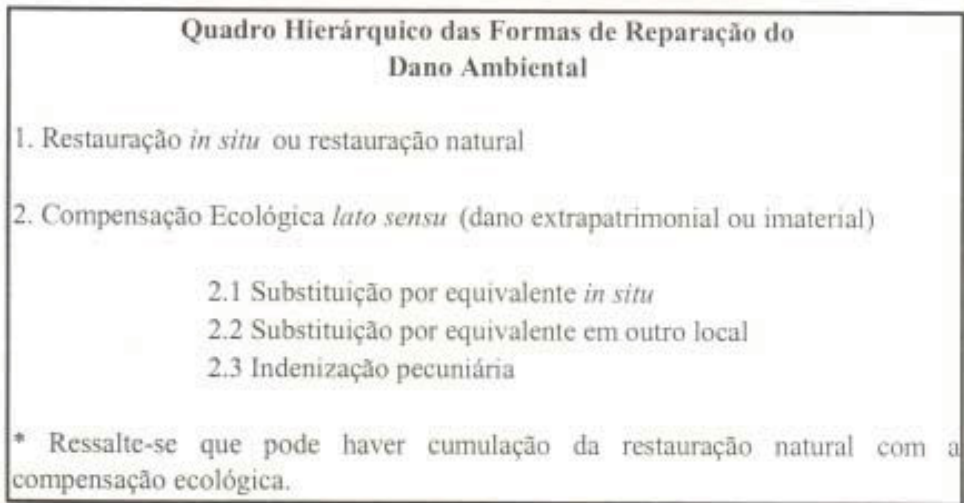 Quadro Hierárquico das Formas de Reparação do
Dano Ambiental
1. Restauração in situ ou restauração natural
2. Compensação Ecológica lato sensu (dano extrapatrimonial ou imaterial)
2.1 Substituição por equivalente in situ
2.2 Substituição por equivalente em outro local
2.3 Indenização pecuniária
* Ressalte-se que pode haver cumulação da restauração natural com a
compensação ecológica.